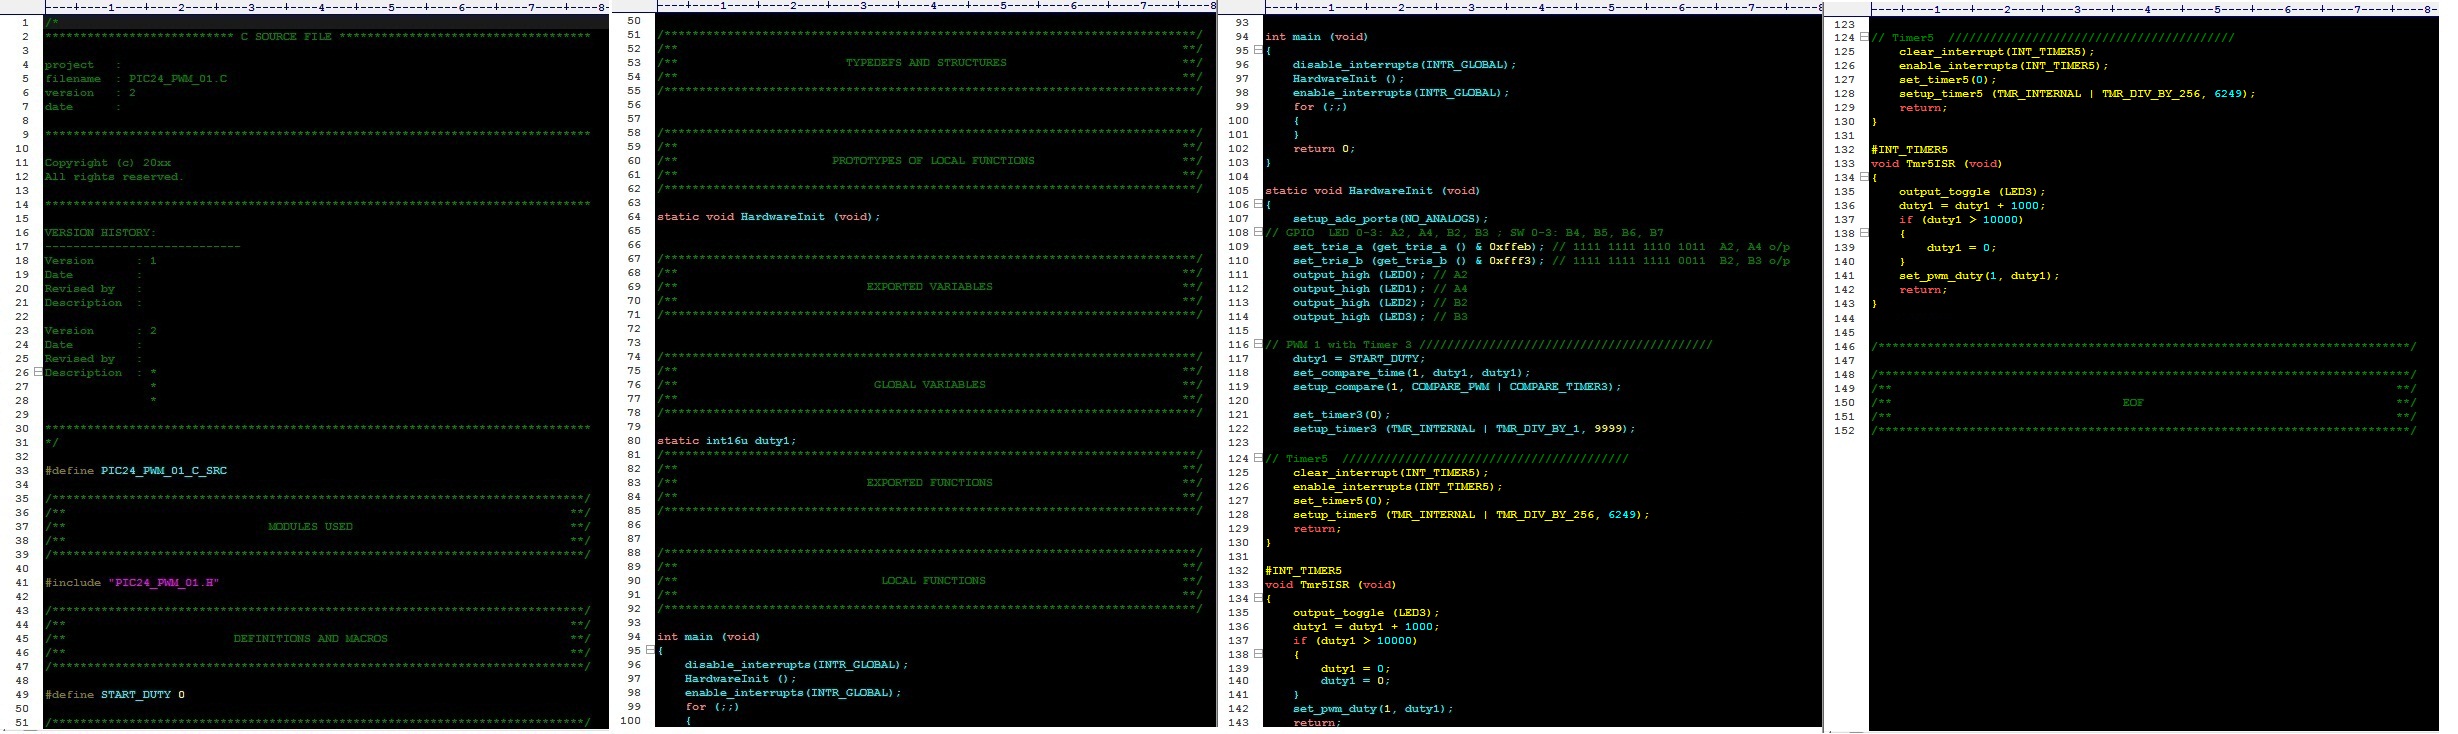 ----+----1----+----2----+----3----+----4----+----5----+----6----+----7----+----8-
1 /*
2 *************************** C SOURCE FILE ************************************
3
4 project   :
5 filename  : PIC24_PWM_01.C
6 version   : 2
7 date      :
8
9 ******************************************************************************
10
11 Copyright (c) 20xx
12 All rights reserved.
13
14 ******************************************************************************
15
16 VERSION HISTORY:
17 ----------------------------
18 Version      : 1
19 Date         :
20 Revised by   :
21 Description  :
22
23 Version      : 2
24 Date         :
25 Revised by   :
26 Description  : *
27                *
28                *
29
30 ******************************************************************************
31 */
32
33 #define PIC24_PWM_01_C_SRC
34
35 /****************************************************************************/
36 /** **/
37 /** MODULES USED **/
38 /** **/
39 /****************************************************************************/
40
41 #include "PIC24_PWM_01.H"
42
43 /****************************************************************************/
44 /** **/
45 /** DEFINITIONS AND MACROS **/
46 /** **/
47 /****************************************************************************/
48
49 #define START_DUTY 0
50
51 /****************************************************************************/
----+----1----+----2----+----3----+----4----+----5----+----6----+----7----+----8
50
51 /****************************************************************************/
52 /** **/
53 /** TYPEDEFS AND STRUCTURES **/
54 /** **/
55 /****************************************************************************/
56
57
58 /****************************************************************************/
59 /** **/
60 /** PROTOTYPES OF LOCAL FUNCTIONS **/
61 /** **/
62 /****************************************************************************/
63
64 static void HardwareInit (void);
65
66
67 /****************************************************************************/
68 /** **/
69 /** EXPORTED VARIABLES **/
70 /** **/
71 /****************************************************************************/
72
73
74 /****************************************************************************/
75 /** **/
76 /** GLOBAL VARIABLES **/
77 /** **/
78 /****************************************************************************/
79
80 static int16u duty1;
81 /****************************************************************************/
82 /** **/
83 /** EXPORTED FUNCTIONS **/
84 /** **/
85 /****************************************************************************/
86
87
88 /****************************************************************************/
89 /** **/
90 /** LOCAL FUNCTIONS **/
91 /** **/
92 /****************************************************************************/
93
94 int main (void)
95 {
96     disable_interrupts(INTR_GLOBAL);
97     HardwareInit ();
98     enable_interrupts(INTR_GLOBAL);
99     for (;;)
100     {
----+----1----+----2----+----3----+----4----+----5----+----6----+----7----+----8
93
94 int main (void)
95 {
96     disable_interrupts(INTR_GLOBAL);
97     HardwareInit ();
98     enable_interrupts(INTR_GLOBAL);
99     for (;;)
100     {
101     }
102     return 0;
103 }
104
105 static void HardwareInit (void)
106 {
107     setup_adc_ports(NO_ANALOGS);
108 // GPIO  LED 0-3: A2, A4, B2, B3 ; SW 0-3: B4, B5, B6, B7
109     set_tris_a (get_tris_a () & 0xffeb); // 1111 1111 1110 1011  A2, A4 o/p
110     set_tris_b (get_tris_b () & 0xfff3); // 1111 1111 1111 0011  B2, B3 o/p
111     output_high (LED0); // A2
112     output_high (LED1); // A4
113     output_high (LED2); // B2
114     output_high (LED3); // B3
115
116 // PWM 1 with Timer 3 //////////////////////////////////////////
117     duty1 = START_DUTY;
118     set_compare_time(1, duty1, duty1);
119     setup_compare(1, COMPARE_PWM | COMPARE_TIMER3);
120
121     set_timer3(0);
122     setup_timer3 (TMR_INTERNAL | TMR_DIV_BY_1, 9999);
123
124 // Timer5  /////////////////////////////////////////
125     clear_interrupt(INT_TIMER5);
126     enable_interrupts(INT_TIMER5);
127     set_timer5(0);
128     setup_timer5 (TMR_INTERNAL | TMR_DIV_BY_256, 6249);
129     return;
130 }
131
132 #INT_TIMER5
133 void Tmr5ISR (void)
134 {
135     output_toggle (LED3);
136     duty1 = duty1 + 1000;
137     if (duty1 > 10000)
138     {
139         duty1 = 0;
140         duty1 = 0;
141     }
142     set_pwm_duty(1, duty1);
143     return;
----+----1----+----2----+----3----+----4----+----5----+----6----+----7----+----8-
123
124 // Timer5  /////////////////////////////////////////
125     clear_interrupt(INT_TIMER5);
126     enable_interrupts(INT_TIMER5);
127     set_timer5(0);
128     setup_timer5 (TMR_INTERNAL | TMR_DIV_BY_256, 6249);
129     return;
130 }
131
132 #INT_TIMER5
133 void Tmr5ISR (void)
134 {
135     output_toggle (LED3);
136     duty1 = duty1 + 1000;
137     if (duty1 > 10000)
138     {
139         duty1 = 0;
140     }
141     set_pwm_duty(1, duty1);
142     return;
143 }
144
145
146 /****************************************************************************/
147
148 /****************************************************************************/
149 /** **/
150 /** EOF **/
151 /** **/
152 /****************************************************************************/